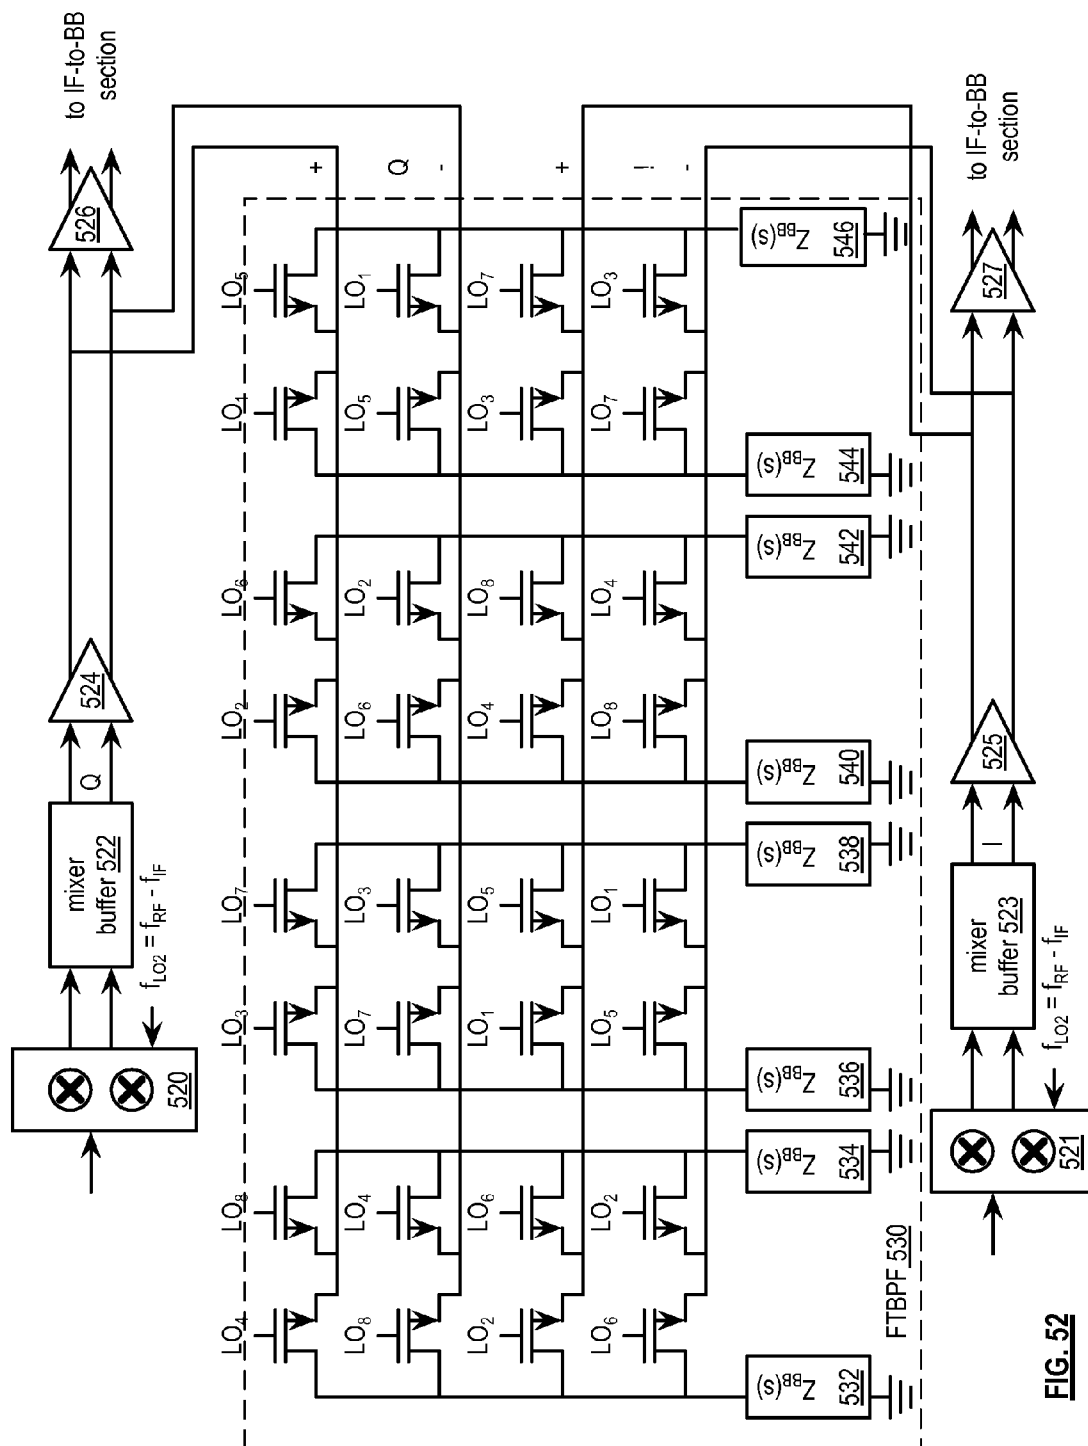 520
mixer
buffer 522
f_LO2 = f_RF - f_IF
Q
524
526
to IF-to-BB
section
LO₄ LO₈ LO₃ LO₇ LO₂ LO₆ LO₁ LO₅
+
LO₈ LO₄ LO₇ LO₃ LO₆ LO₂ LO₅ LO₁
Q
-
LO₂ LO₆ LO₁ LO₅ LO₄ LO₈ LO₃ LO₇
+
LO₆ LO₂ LO₅ LO₁ LO₈ LO₄ LO₇ LO₃
I
-
Z_BB(s)
532
Z_BB(s)
534
Z_BB(s)
536
Z_BB(s)
538
Z_BB(s)
540
Z_BB(s)
542
Z_BB(s)
544
Z_BB(s)
546
FTBPF 530
521
mixer
buffer 523
f_LO2 = f_RF - f_IF
I
525
527
to IF-to-BB
section
FIG. 52